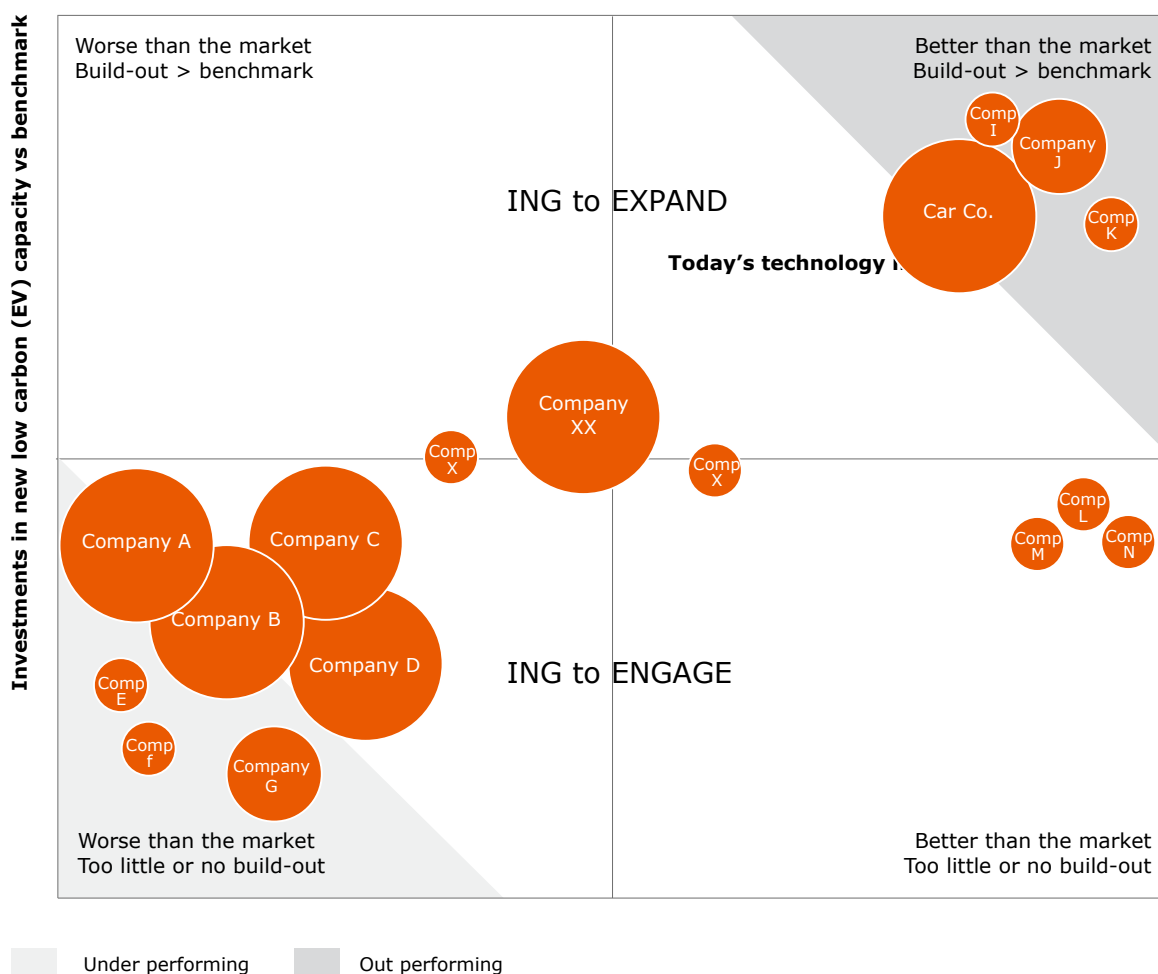 Investments in new low carbon (EV) capacity vs benchmark
Worse than the market
Build-out > benchmark
Better than the market
Build-out > benchmark
Comp
I
Company
J
ING to EXPAND
Car Co.
Comp
K
Today's technology
Company
XX
Comp
X
Comp
X
Company A
Company C
Comp
L
Comp
M
Comp
N
Company B
Company D
ING to ENGAGE
Comp
E
Comp
f
Company
G
Worse than the market
Too little or no build-out
Better than the market
Too little or no build-out
Under performing
Out performing